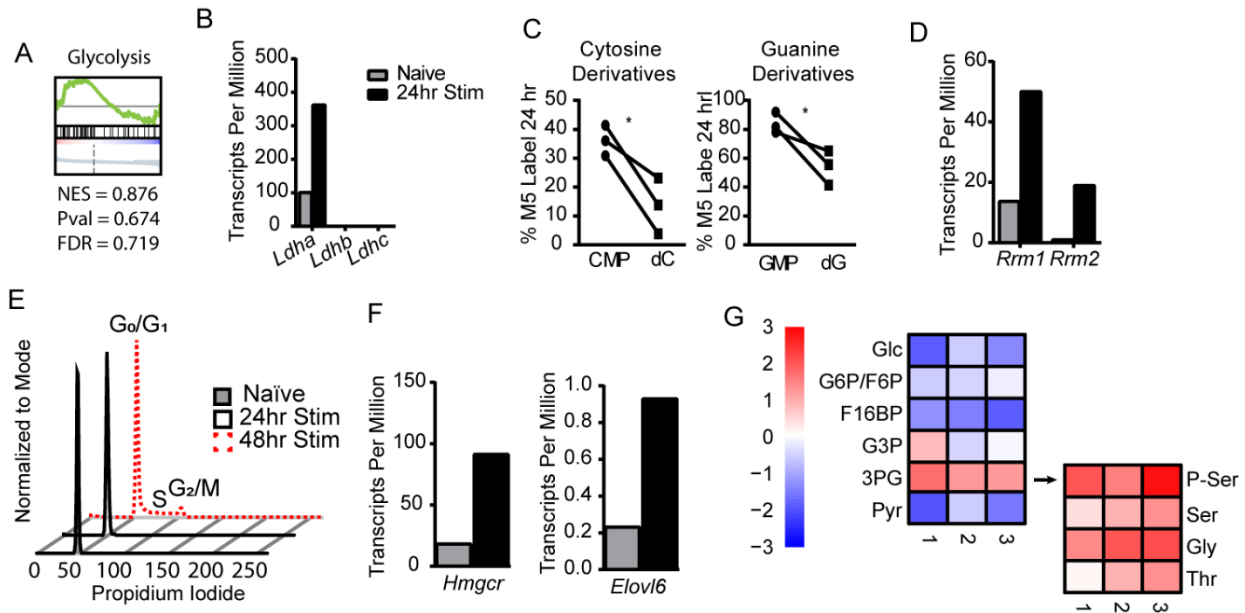 A
Glycolysis
NES = 0.876
Pval = 0.674
FDR = 0.719
B
Transcripts Per Million
500
400
300
200
100
0
Naive
24hr Stim
Ldha
Ldhb
Ldhc
C
Cytosine
Derivatives
% M5 Label 24 hr
50
40
30
20
10
0
*
CMP
dC
Guanine
Derivatives
% M5 Labe 24 hrl
100
80
60
40
20
0
*
GMP
dG
D
Transcripts Per Million
60
40
20
0
Rrm1
Rrm2
E
Normalized to Mode
G₀/G₁
S
G₂/M
Naïve
24hr Stim
48hr Stim
0 50 100 150 200 250
Propidium Iodide
F
Transcripts Per Million
150
100
50
0
Hmgcr
Transcripts Per Million
1.0
0.8
0.6
0.4
0.2
0.0
Elovl6
G
3
2
1
0
−1
−2
−3
Glc
G6P/F6P
F16BP
G3P
3PG
Pyr
1 2 3
P-Ser
Ser
Gly
Thr
1 2 3